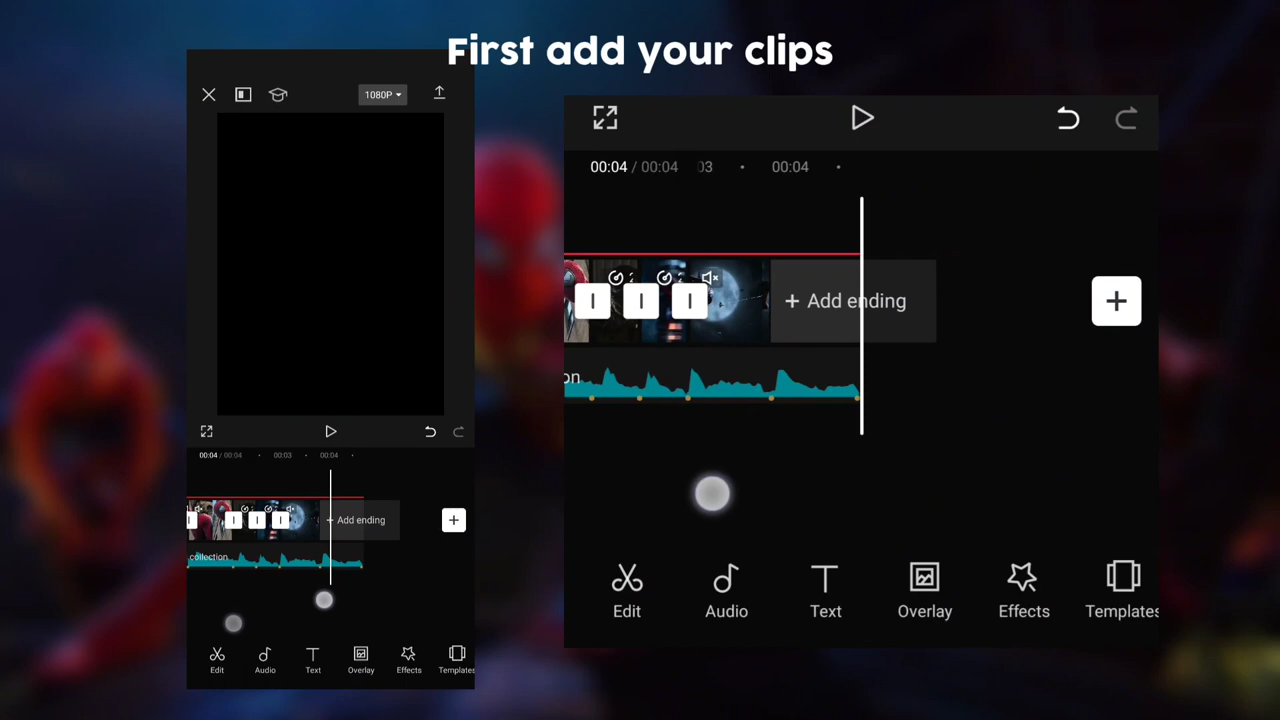 First add your clips
1080P
00:04 / 00:04 00:03 00:04
+ Add ending
collection
Edit Audio Text Overlay Effects Templates
00:04 / 00:04 03 00:04
+ Add ending
on
Edit Audio Text Overlay Effects Templates